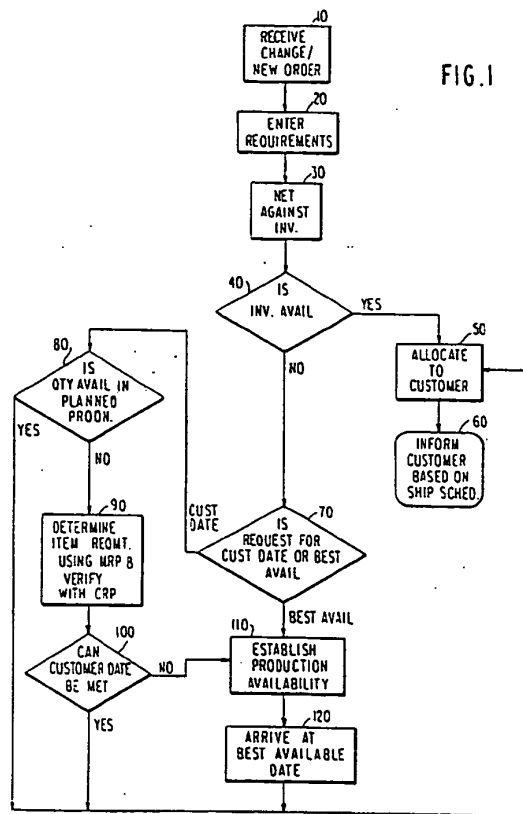 FIG.1
10
RECEIVE
CHANGE/
NEW ORDER
20
ENTER
REQUIREMENTS
30
NET
AGAINST
INV.
40
IS
INV. AVAIL
YES
NO
50
ALLOCATE
TO
CUSTOMER
60
INFORM
CUSTOMER
BASED ON
SHIP SCHED.
70
IS
REQUEST FOR
CUST DATE OR BEST
AVAIL
CUST
DATE
BEST AVAIL
80
IS
QTY AVAIL IN
PLANNED
PRODN.
YES
NO
90
DETERMINE
ITEM REQMT.
USING MRP &
VERIFY
WITH CRP
100
CAN
CUSTOMER DATE
BE MET
NO
YES
110
ESTABLISH
PRODUCTION
AVAILABILITY
120
ARRIVE AT
BEST AVAILABLE
DATE